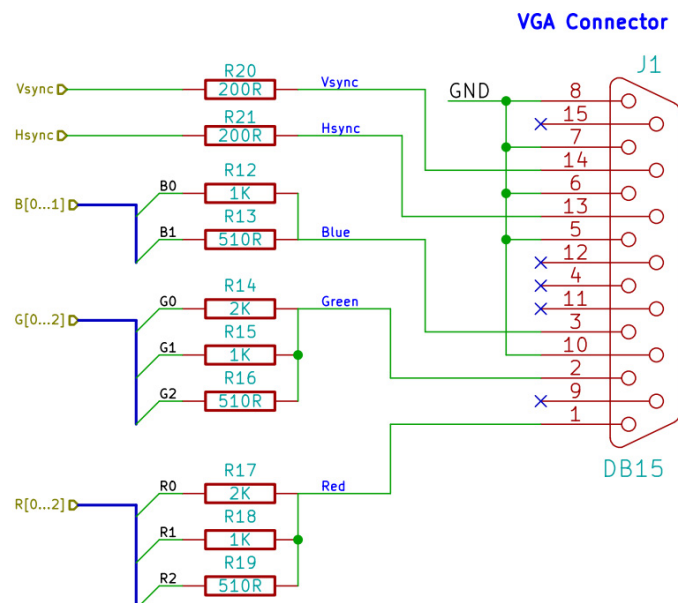 VGA Connector
J1
R20
Vsync 200R Vsync
GND 8
15
R21
Hsync 200R Hsync
7
14
R12
B0 1K
6
B[0...1]
13
R13
B1 510R Blue
5
12
4
R14
G0 2K Green
11
G[0...2]
3
R15
G1 1K
10
2
R16
G2 510R
9
1
DB15
R17
R0 2K Red
R[0...2]
R18
R1 1K
R19
R2 510R